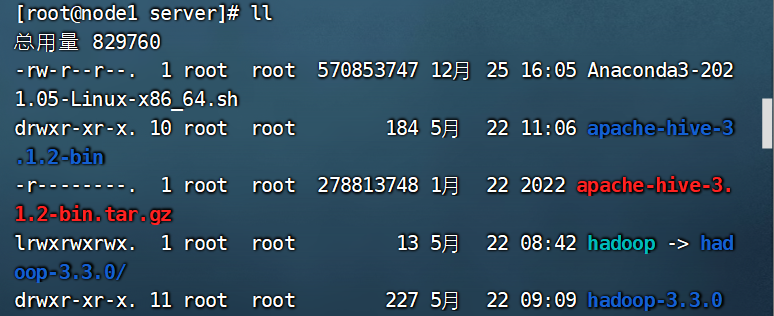 [root@node1 server]# ll
总用量 829760
-rw-r--r--.  1 root  root  570853747 12月 25 16:05 Anaconda3-202
1.05-Linux-x86_64.sh
drwxr-xr-x. 10 root  root        184 5月  22 11:06 apache-hive-3
.1.2-bin
-r--------.  1 root  root  278813748 1月  22 2022 apache-hive-3.
1.2-bin.tar.gz
lrwxrwxrwx.  1 root  root         13 5月  22 08:42 hadoop -> had
oop-3.3.0/
drwxr-xr-x. 11 root  root        227 5月  22 09:09 hadoop-3.3.0